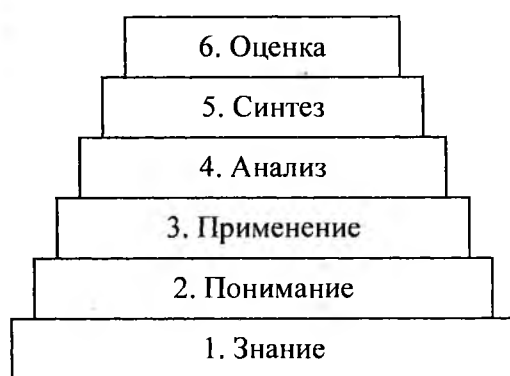 6. Оценка
5. Синтез
4. Анализ
3. Применение
2. Понимание
1. Знание